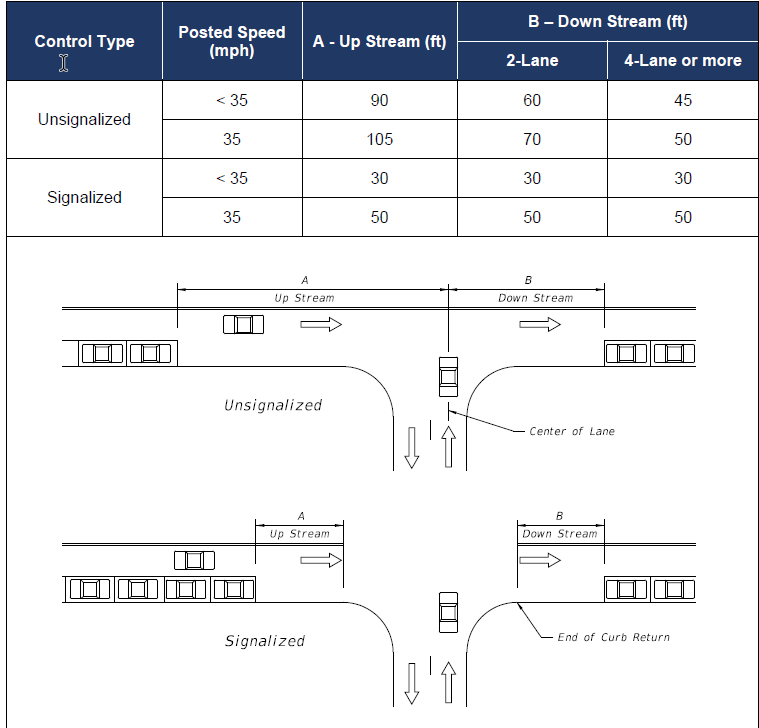 Control Type Posted Speed (mph) A - Up Stream (ft) B – Down Stream (ft)
2-Lane 4-Lane or more
Unsignalized < 35 90 60 45
35 105 70 50
Signalized < 35 30 30 30
35 50 50 50
A B
Up Stream Down Stream
Unsignalized
Center of Lane
A B
Up Stream Down Stream
Signalized
End of Curb Return